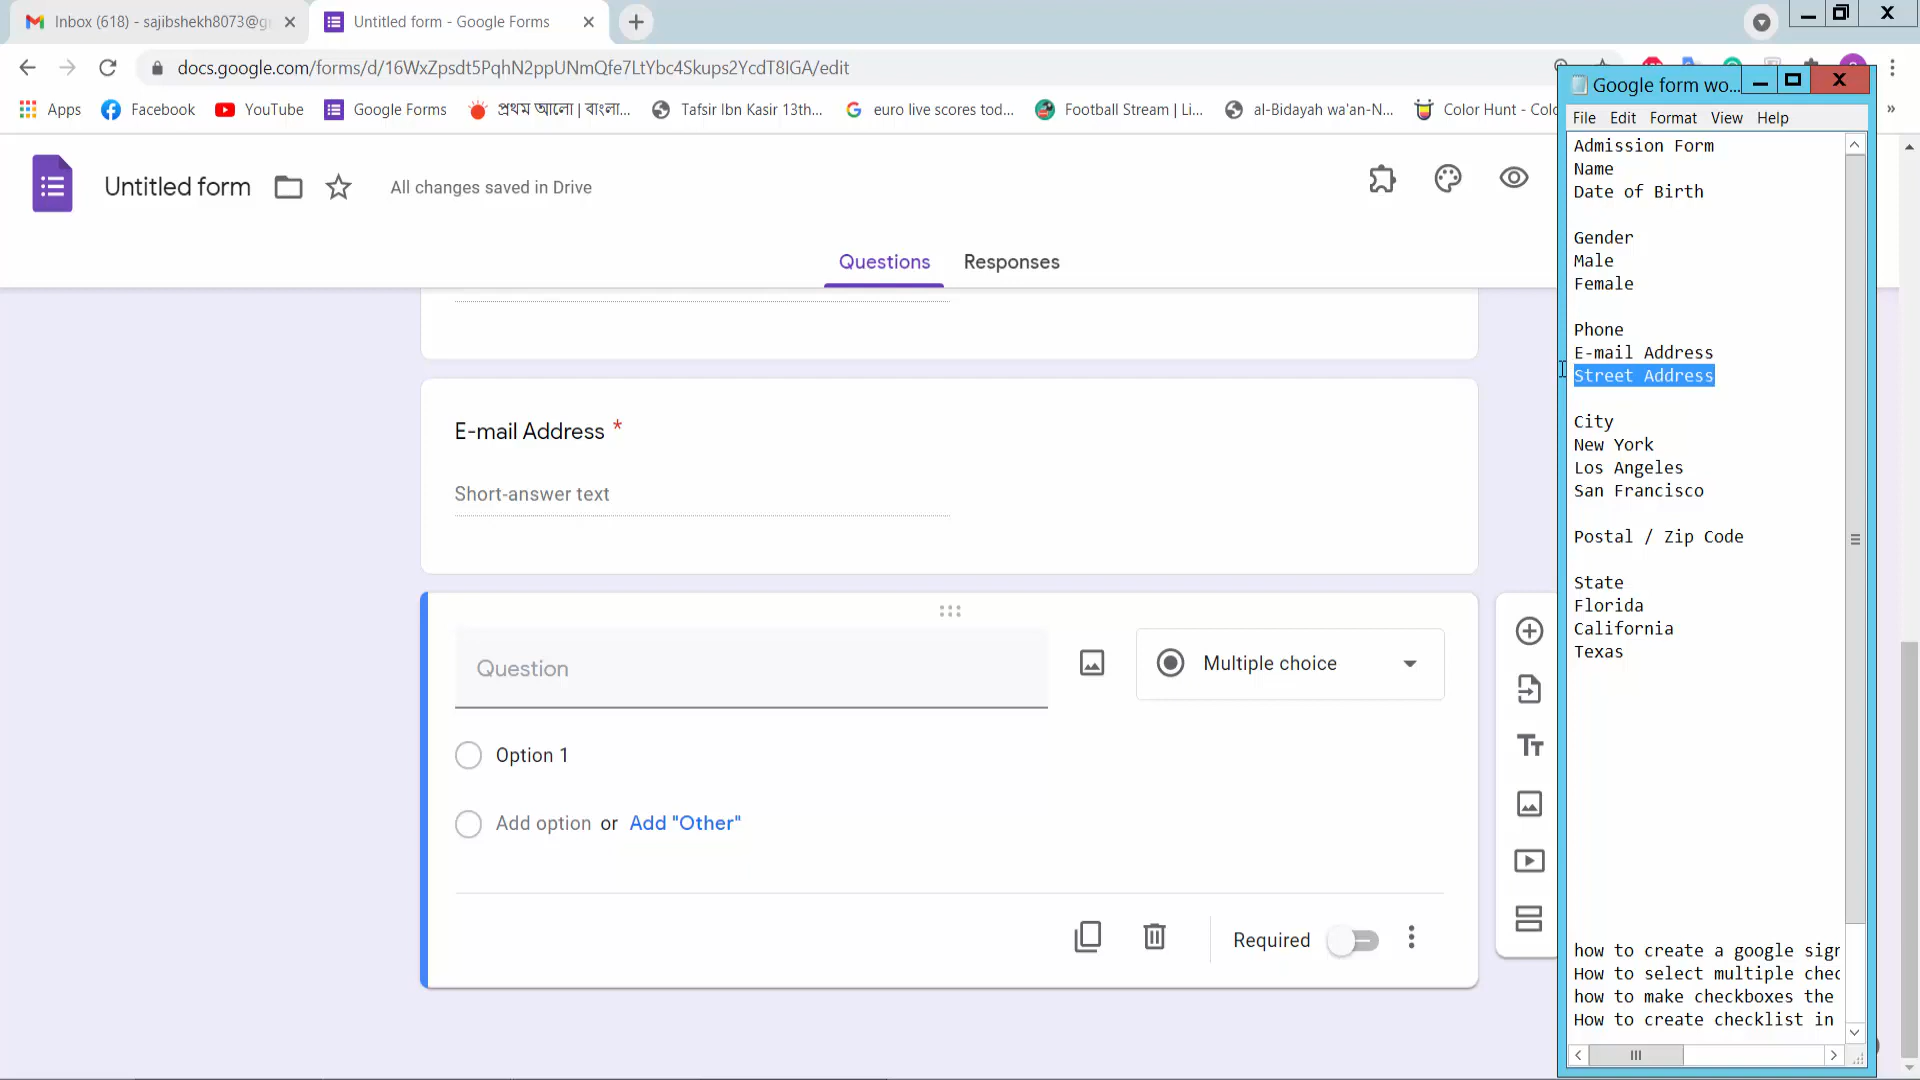 Inbox (618) - sajibshekh8073@g
Untitled form - Google Forms
docs.google.com/forms/d/16WxZpsdt5PqhN2ppUNmQfe7LtYbc4Skups2YcdT8IGA/edit
Apps
Facebook
YouTube
Google Forms
প্রথম আলো | বাংলা...
Tafsir Ibn Kasir 13th...
euro live scores tod...
Football Stream | Li...
al-Bidayah wa'an-N...
Color Hunt - Colo
»
Untitled form
All changes saved in Drive
Questions
Responses
E-mail Address *
Short-answer text
Question
Multiple choice
Option 1
Add option or Add "Other"
Required
Tт
Google form wo...
File Edit Format View Help
Admission Form
Name
Date of Birth
Gender
Male
Female
Phone
E-mail Address
Street Address
City
New York
Los Angeles
San Francisco
Postal / Zip Code
State
Florida
California
Texas
how to create a google sign
How to select multiple chec
how to make checkboxes the
How to create checklist in